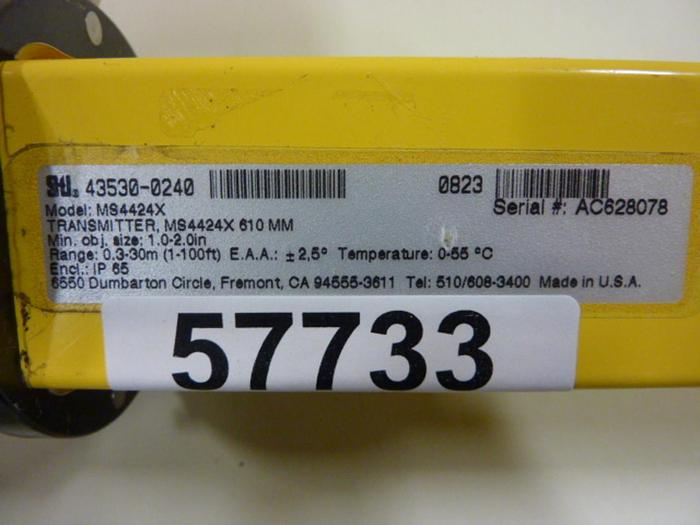 STI® 43530-0240 0823
Serial #: AC628078
Model: MS4424X
TRANSMITTER, MS4424X 610 MM
Min. obj. size: 1.0-2.0in
Range: 0.3-30m (1-100ft) E.A.A.: ±2,5° Temperature: 0-55 °C
Encl.: IP 65
6550 Dumbarton Circle, Fremont, CA 94555-3611 Tel: 510/608-3400 Made in U.S.A.
57733